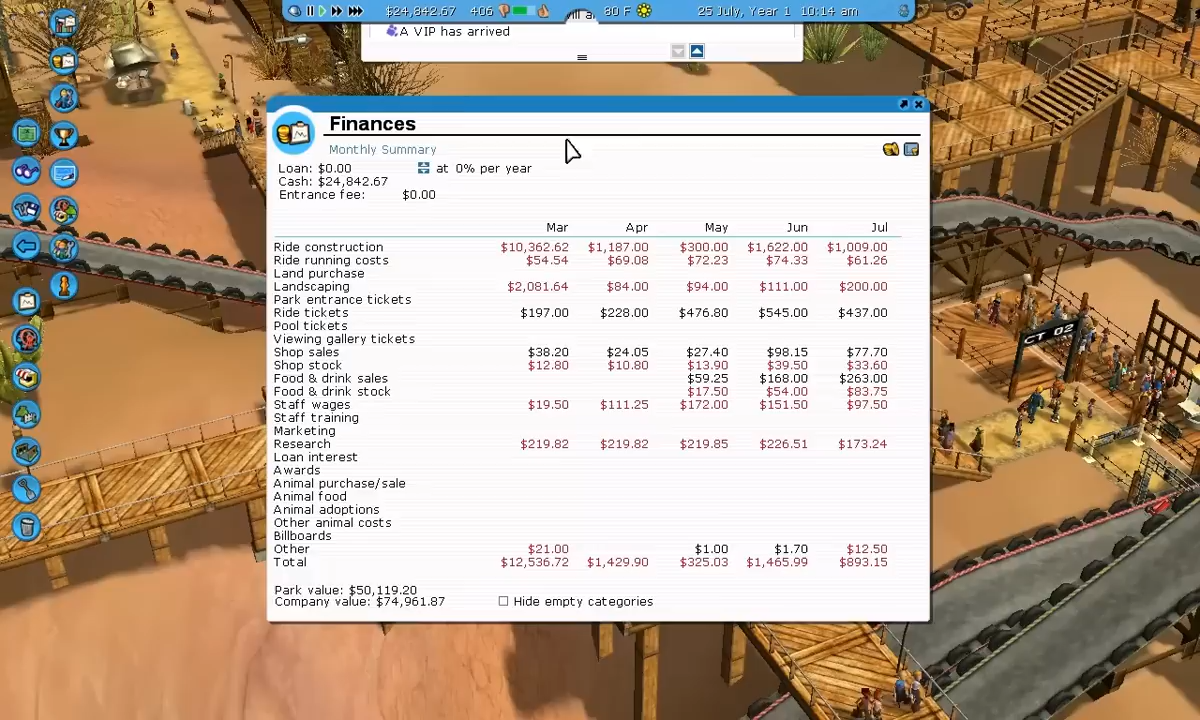 $24,842.67 406 80 F 25 July, Year 1 10:14 am
A VIP has arrived
Finances
Monthly Summary
Loan: $0.00 at 0% per year
Cash: $24,842.67
Entrance fee: $0.00
Mar Apr May Jun Jul
Ride construction $10,362.62 $1,187.00 $300.00 $1,622.00 $1,009.00
Ride running costs $54.54 $69.08 $72.23 $74.33 $61.26
Land purchase
Landscaping $2,081.64 $84.00 $94.00 $111.00 $200.00
Park entrance tickets
Ride tickets $197.00 $228.00 $476.80 $545.00 $437.00
Pool tickets
Viewing gallery tickets
Shop sales $38.20 $24.05 $27.40 $98.15 $77.70
Shop stock $12.80 $10.80 $13.90 $39.50 $33.60
Food & drink sales $59.25 $168.00 $263.00
Food & drink stock $17.50 $54.00 $83.75
Staff wages $19.50 $111.25 $172.00 $151.50 $97.50
Staff training
Marketing
Research $219.82 $219.82 $219.85 $226.51 $173.24
Loan interest
Awards
Animal purchase/sale
Animal food
Animal adoptions
Other animal costs
Billboards
Other $21.00 $1.00 $1.70 $12.50
Total $12,536.72 $1,429.90 $325.03 $1,465.99 $893.15
Park value: $50,119.20
Company value: $74,961.87 Hide empty categories
CT 02